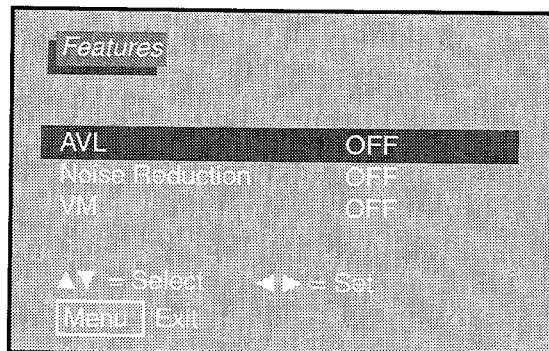 Features
AVL OFF
Noise Reduction OFF
VM OFF
▲▼ = Select ◄► = Set
Menu Exit